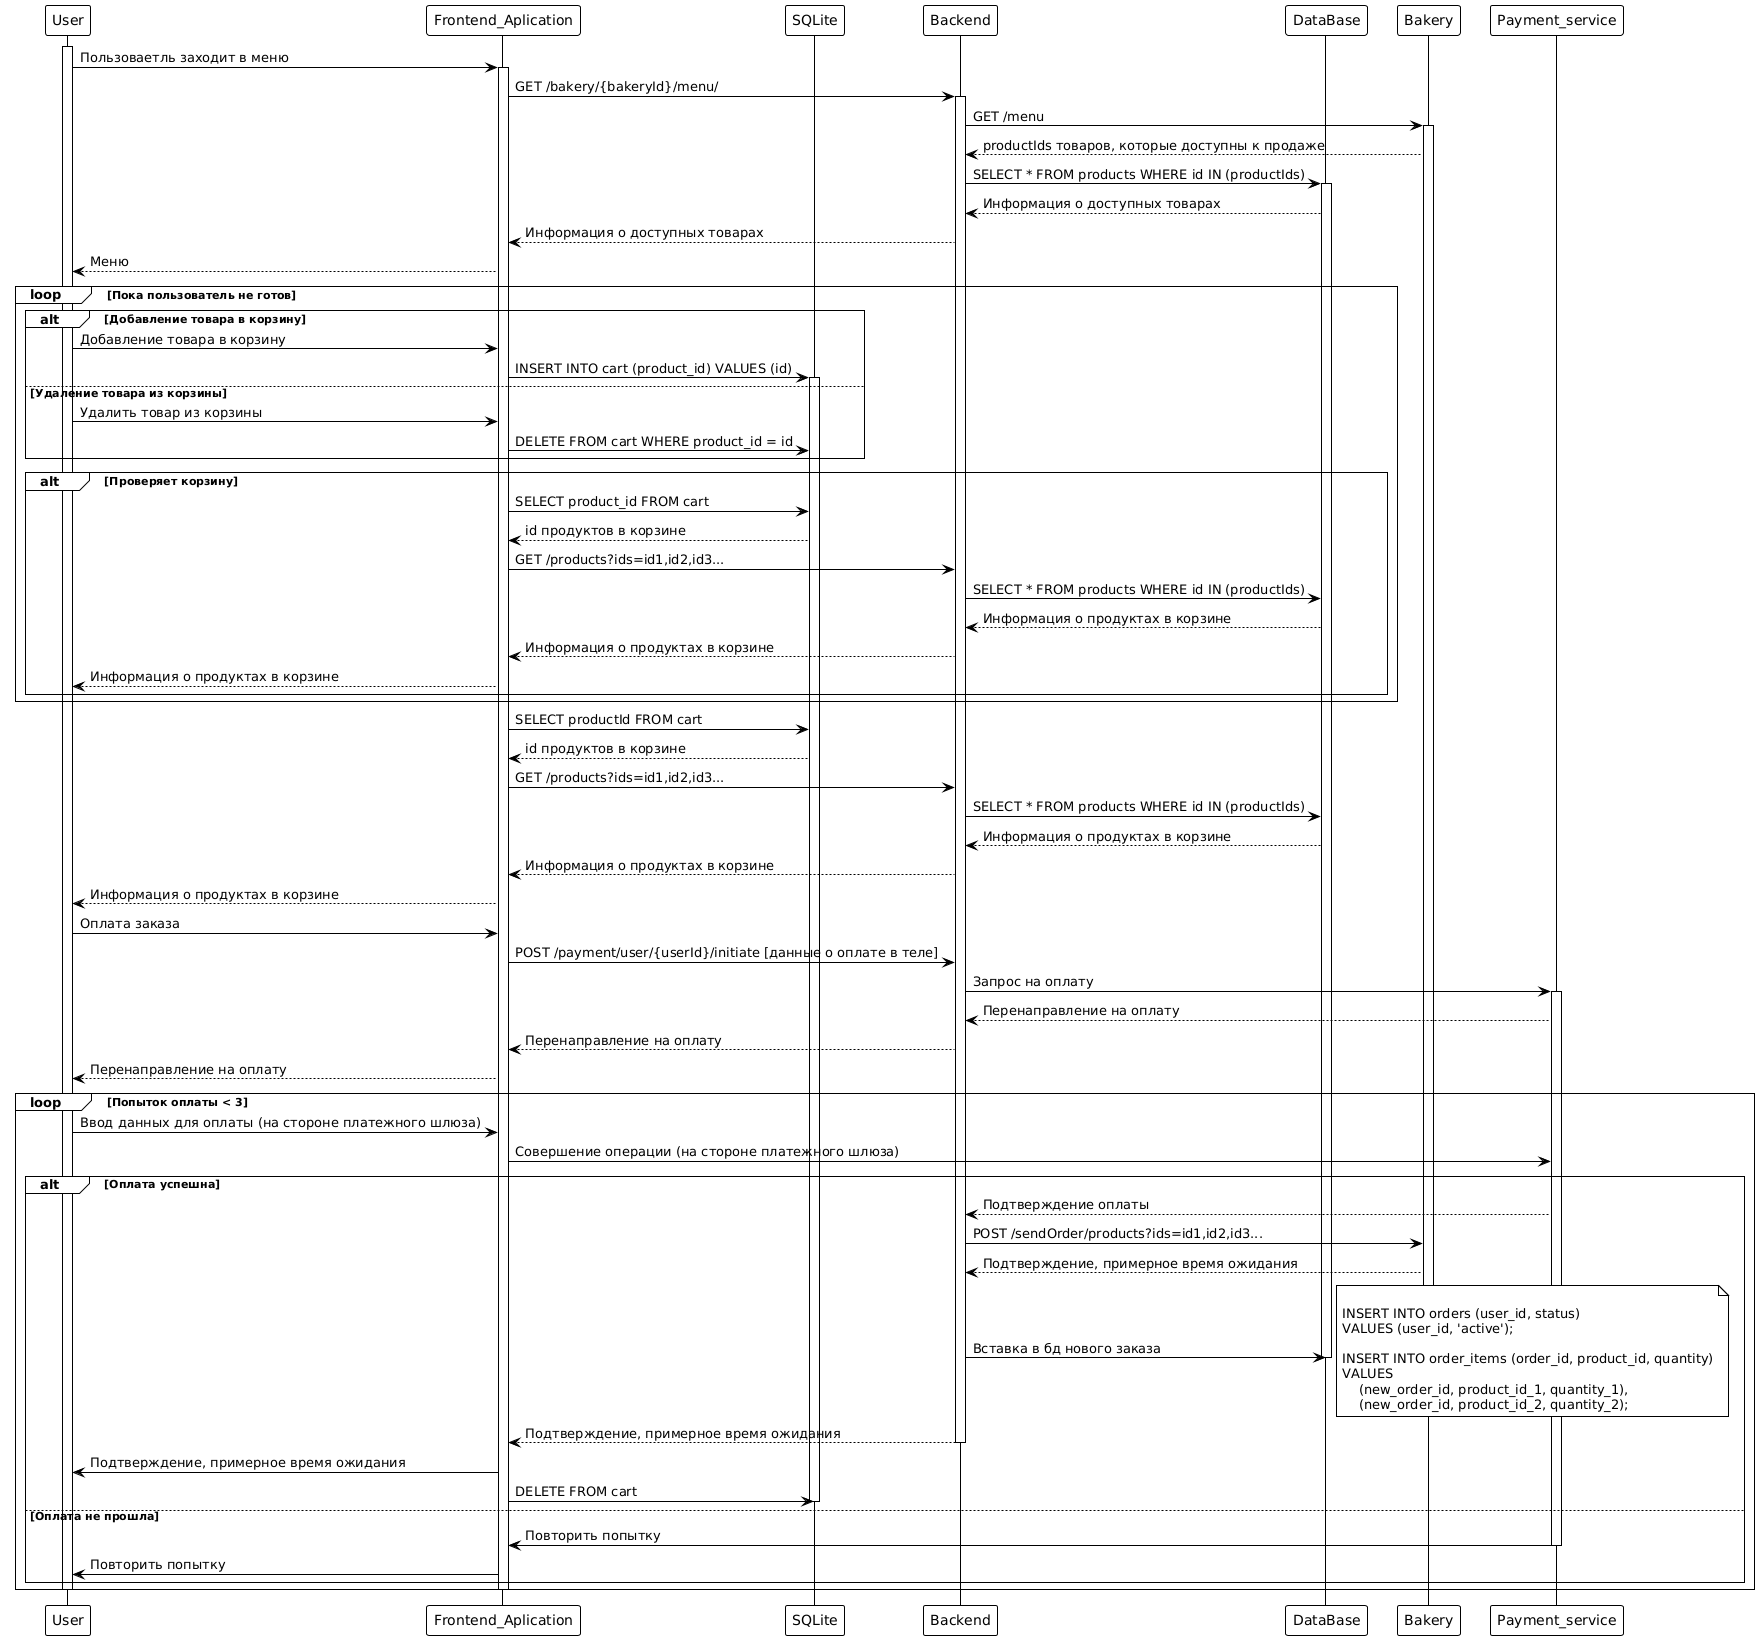 User
Frontend_Aplication
SQLite
Backend
DataBase
Bakery
Payment_service
Пользоваетль заходит в меню
GET /bakery/{bakeryId}/menu/
GET /menu
productIds товаров, которые доступны к продаже
SELECT * FROM products WHERE id IN (productIds)
Информация о доступных товарах
Информация о доступных товарах
Меню
loop [Пока пользователь не готов]
alt [Добавление товара в корзину]
Добавление товара в корзину
INSERT INTO cart (product_id) VALUES (id)
[Удаление товара из корзины]
Удалить товар из корзины
DELETE FROM cart WHERE product_id = id
alt [Проверяет корзину]
SELECT product_id FROM cart
id продуктов в корзине
GET /products?ids=id1,id2,id3...
SELECT * FROM products WHERE id IN (productIds)
Информация о продуктах в корзине
Информация о продуктах в корзине
Информация о продуктах в корзине
SELECT productId FROM cart
id продуктов в корзине
GET /products?ids=id1,id2,id3...
SELECT * FROM products WHERE id IN (productIds)
Информация о продуктах в корзине
Информация о продуктах в корзине
Информация о продуктах в корзине
Оплата заказа
POST /payment/user/{userId}/initiate [данные о оплате в теле]
Запрос на оплату
Перенаправление на оплату
Перенаправление на оплату
Перенаправление на оплату
loop [Попыток оплаты < 3]
Ввод данных для оплаты (на стороне платежного шлюза)
Совершение операции (на стороне платежного шлюза)
alt [Оплата успешна]
Подтверждение оплаты
POST /sendOrder/products?ids=id1,id2,id3...
Подтверждение, примерное время ожидания
INSERT INTO orders (user_id, status)
VALUES (user_id, 'active');
Вставка в бд нового заказа
INSERT INTO order_items (order_id, product_id, quantity)
VALUES
(new_order_id, product_id_1, quantity_1),
(new_order_id, product_id_2, quantity_2);
Подтверждение, примерное время ожидания
Подтверждение, примерное время ожидания
DELETE FROM cart
[Оплата не прошла]
Повторить попытку
Повторить попытку
User
Frontend_Aplication
SQLite
Backend
DataBase
Bakery
Payment_service